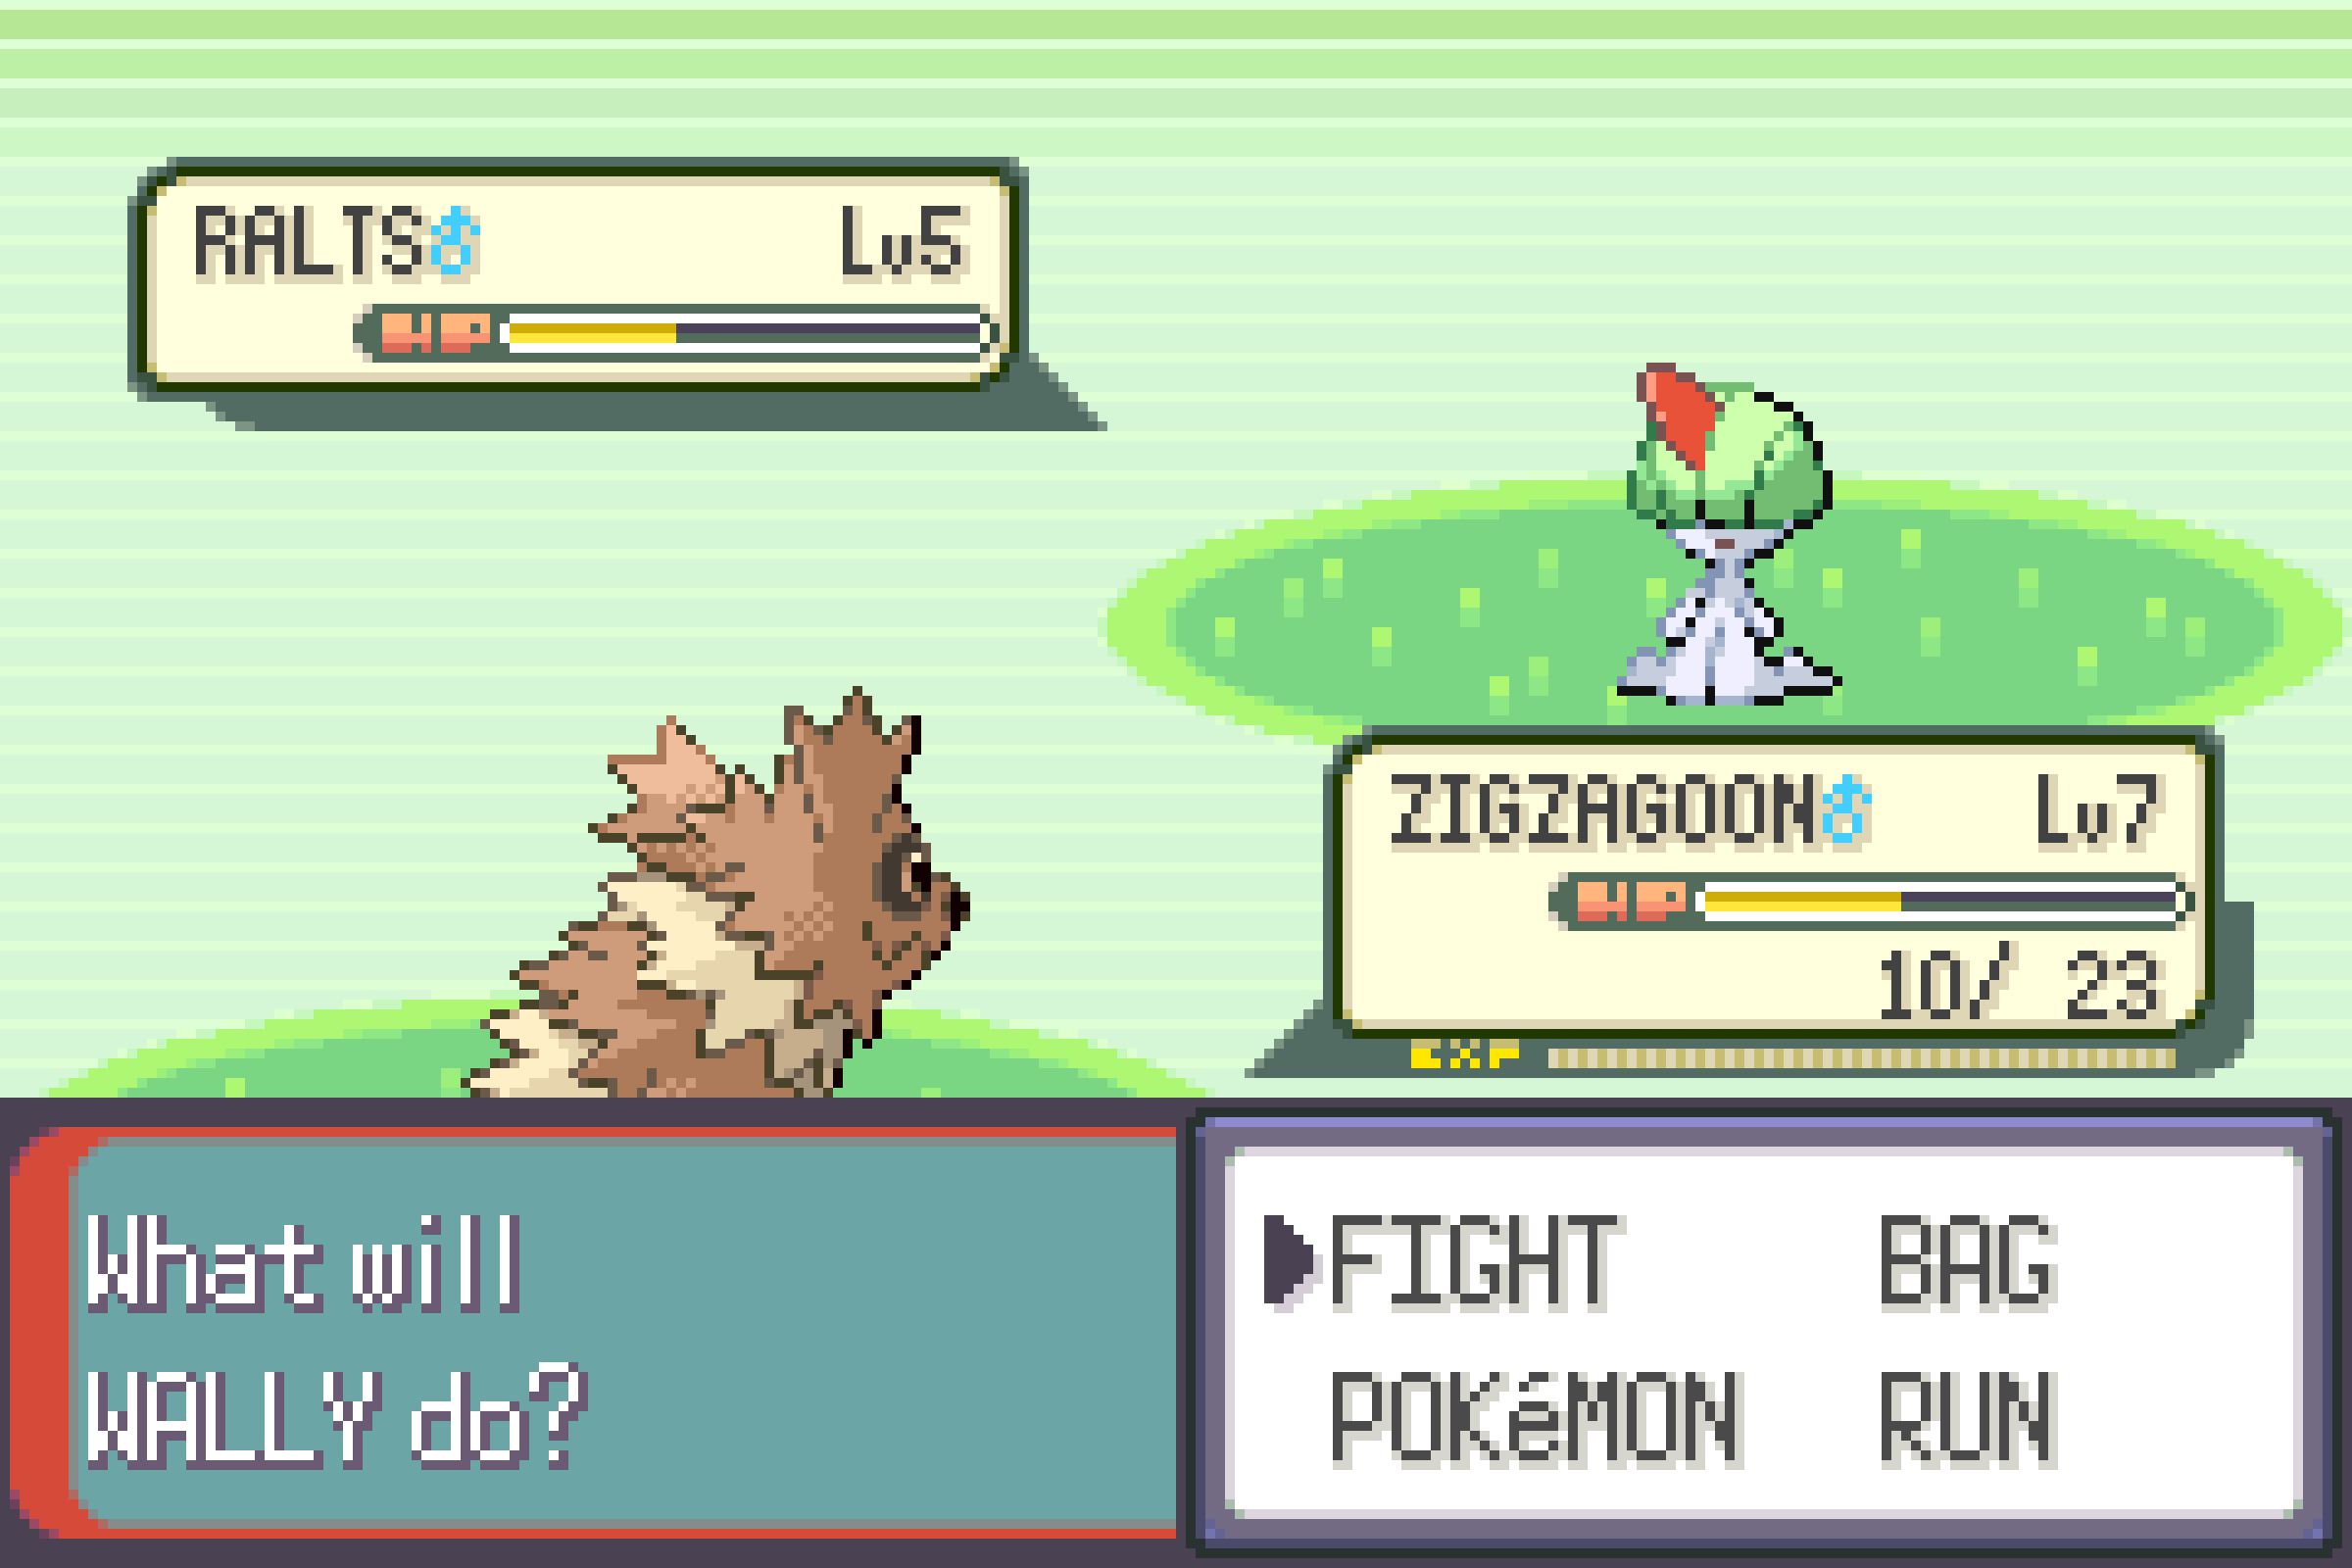 RALTS♂ Lv5
HP
ZIGZAGOON♂ Lv7
HP
10/ 23
EXP
What will
WALLY do?
FIGHT BAG
POKéMON RUN